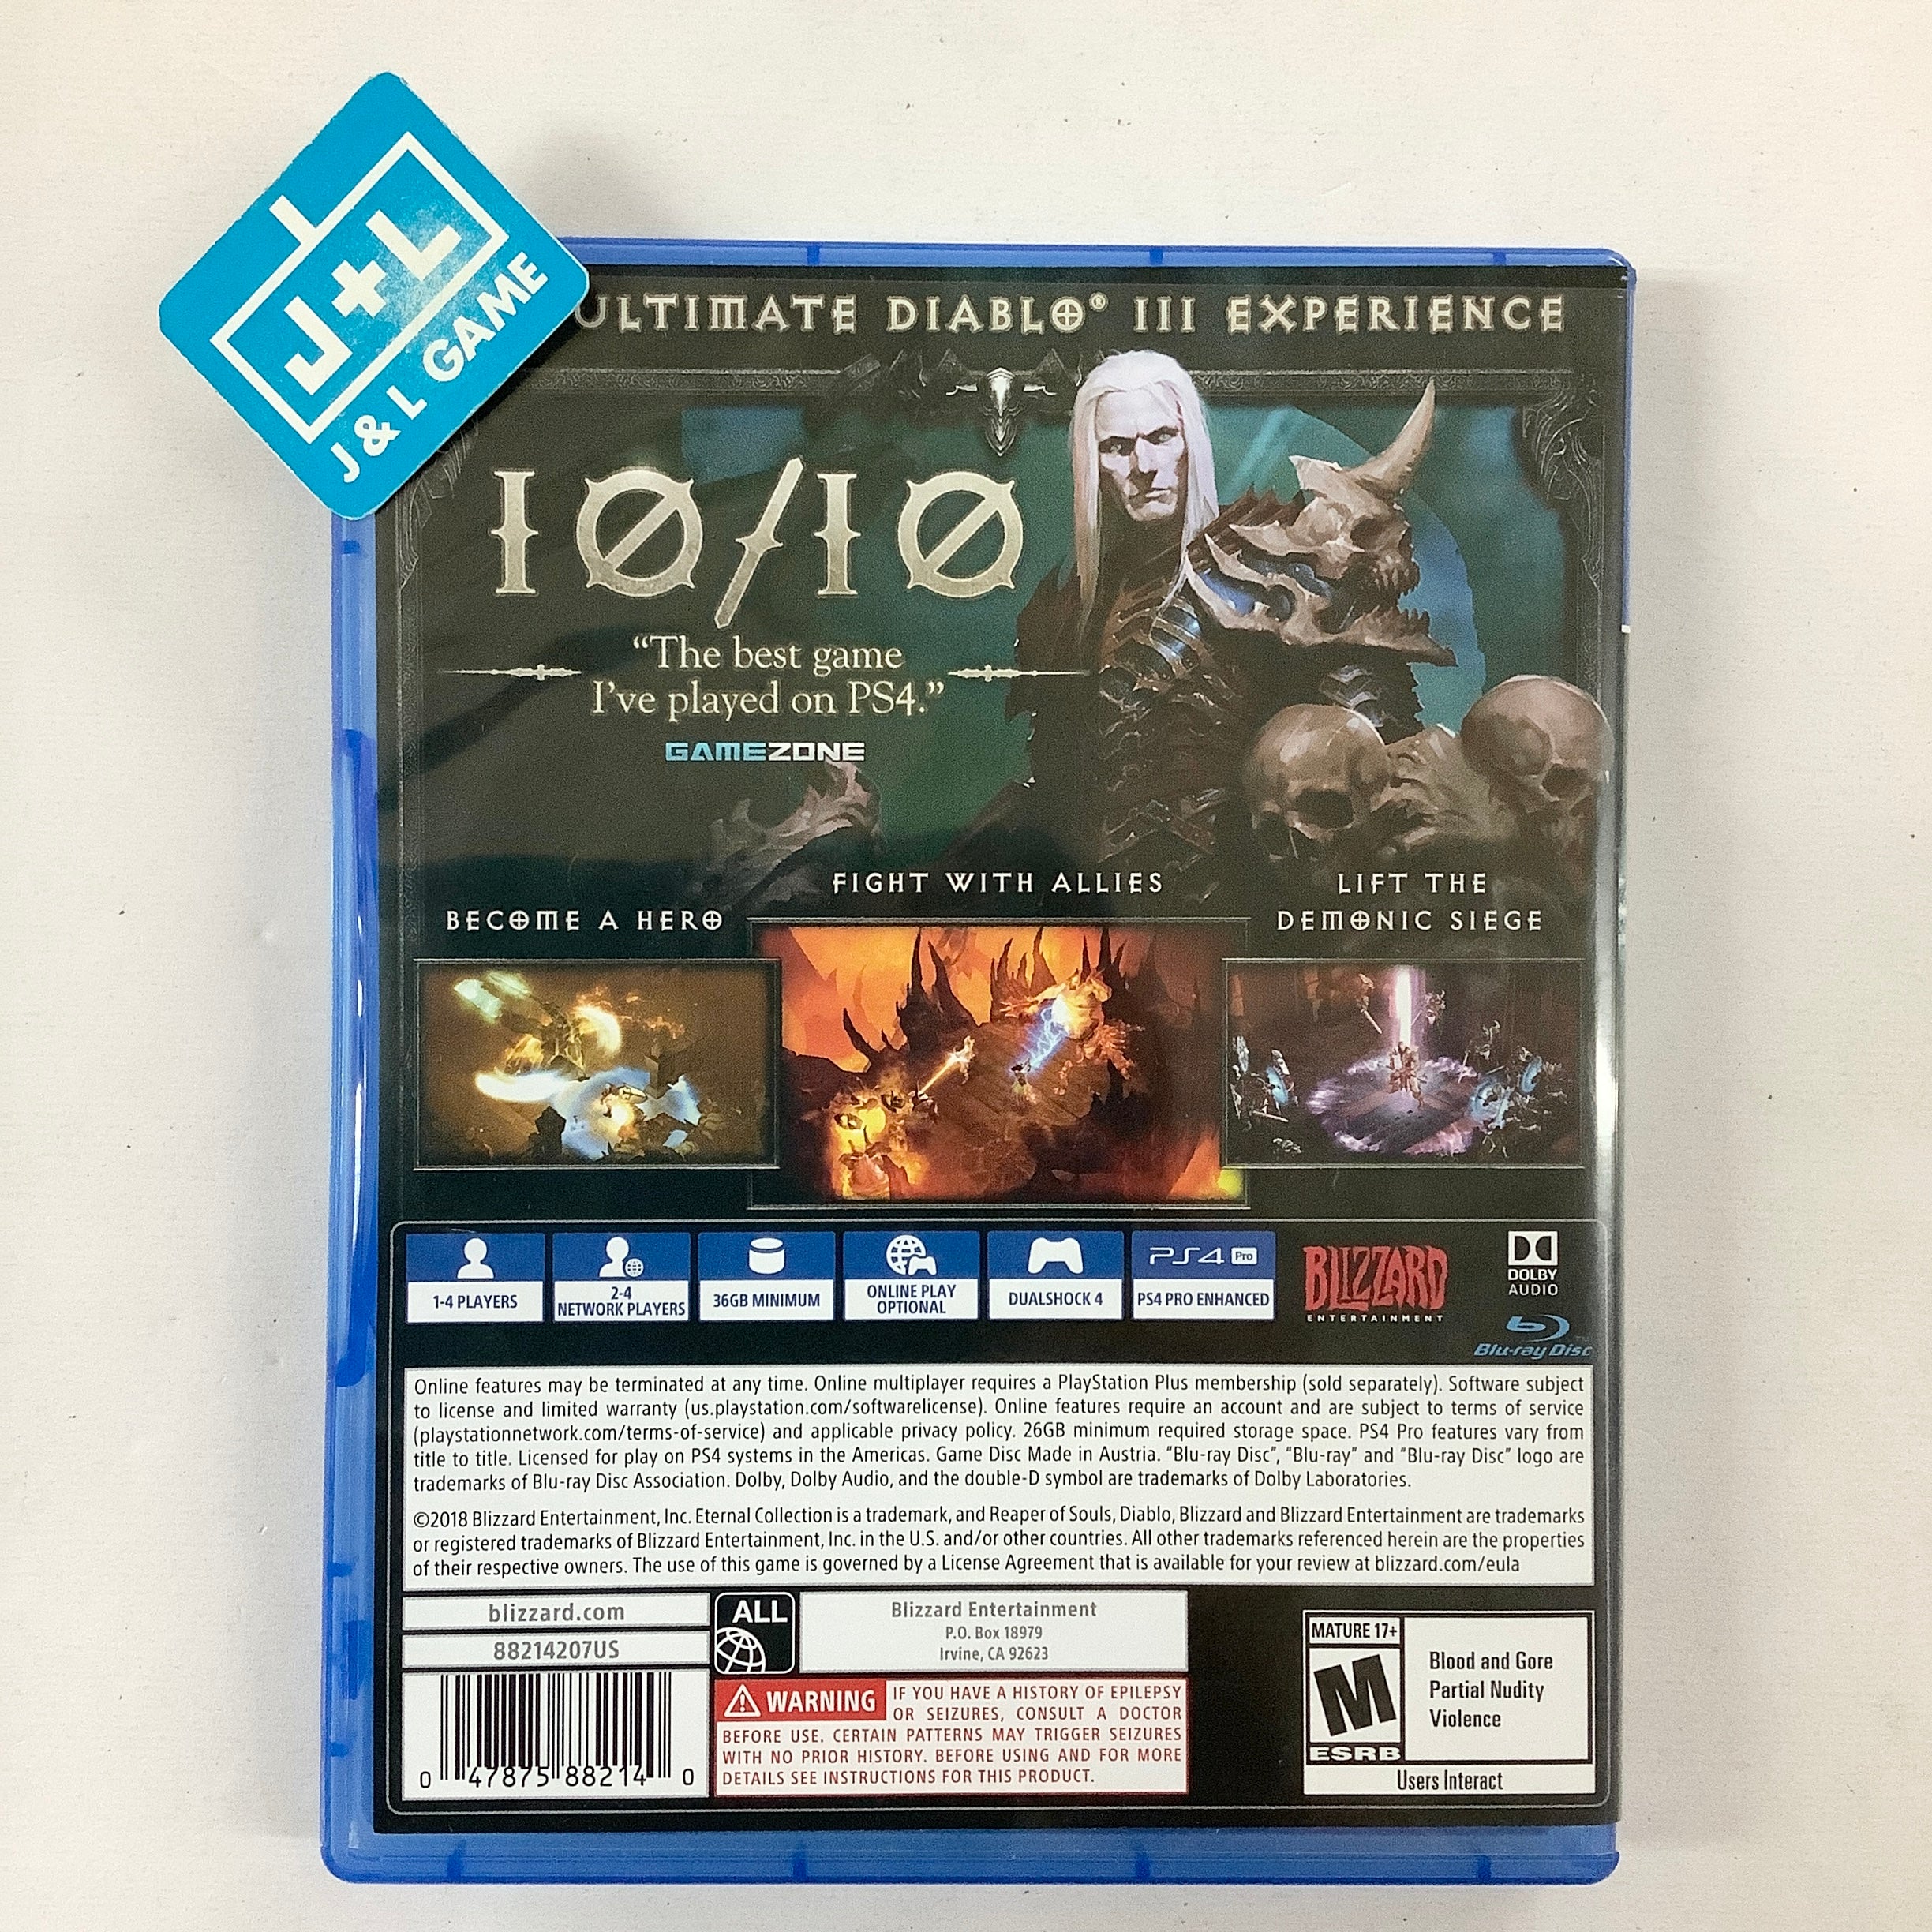 J+L
J & L GAME
ULTIMATE DIABLO® III EXPERIENCE
10/10
“The best game
I’ve played on PS4.”
GAMEZONE
FIGHT WITH ALLIES
LIFT THE
BECOME A HERO
DEMONIC SIEGE
1-4 PLAYERS
2-4
NETWORK PLAYERS
36GB MINIMUM
ONLINE PLAY
OPTIONAL
DUALSHOCK 4
PS4 Pro
PS4 PRO ENHANCED
BLIZZARD
ENTERTAINMENT
DOLBY
AUDIO
Blu-ray Disc
Online features may be terminated at any time. Online multiplayer requires a PlayStation Plus membership (sold separately). Software subject
to license and limited warranty (us.playstation.com/softwarelicense). Online features require an account and are subject to terms of service
(playstationnetwork.com/terms-of-service) and applicable privacy policy. 26GB minimum required storage space. PS4 Pro features vary from
title to title. Licensed for play on PS4 systems in the Americas. Game Disc Made in Austria. “Blu-ray Disc”, “Blu-ray” and “Blu-ray Disc” logo are
trademarks of Blu-ray Disc Association. Dolby, Dolby Audio, and the double-D symbol are trademarks of Dolby Laboratories.
©2018 Blizzard Entertainment, Inc. Eternal Collection is a trademark, and Reaper of Souls, Diablo, Blizzard and Blizzard Entertainment are trademarks
or registered trademarks of Blizzard Entertainment, Inc. in the U.S. and/or other countries. All other trademarks referenced herein are the properties
of their respective owners. The use of this game is governed by a License Agreement that is available for your review at blizzard.com/eula
blizzard.com
88214207US
0 47875 88214 0
ALL
Blizzard Entertainment
P.O. Box 18979
Irvine, CA 92623
WARNING IF YOU HAVE A HISTORY OF EPILEPSY
OR SEIZURES, CONSULT A DOCTOR
BEFORE USE. CERTAIN PATTERNS MAY TRIGGER SEIZURES
WITH NO PRIOR HISTORY. BEFORE USING AND FOR MORE
DETAILS SEE INSTRUCTIONS FOR THIS PRODUCT.
MATURE 17+
M
ESRB
Blood and Gore
Partial Nudity
Violence
Users Interact